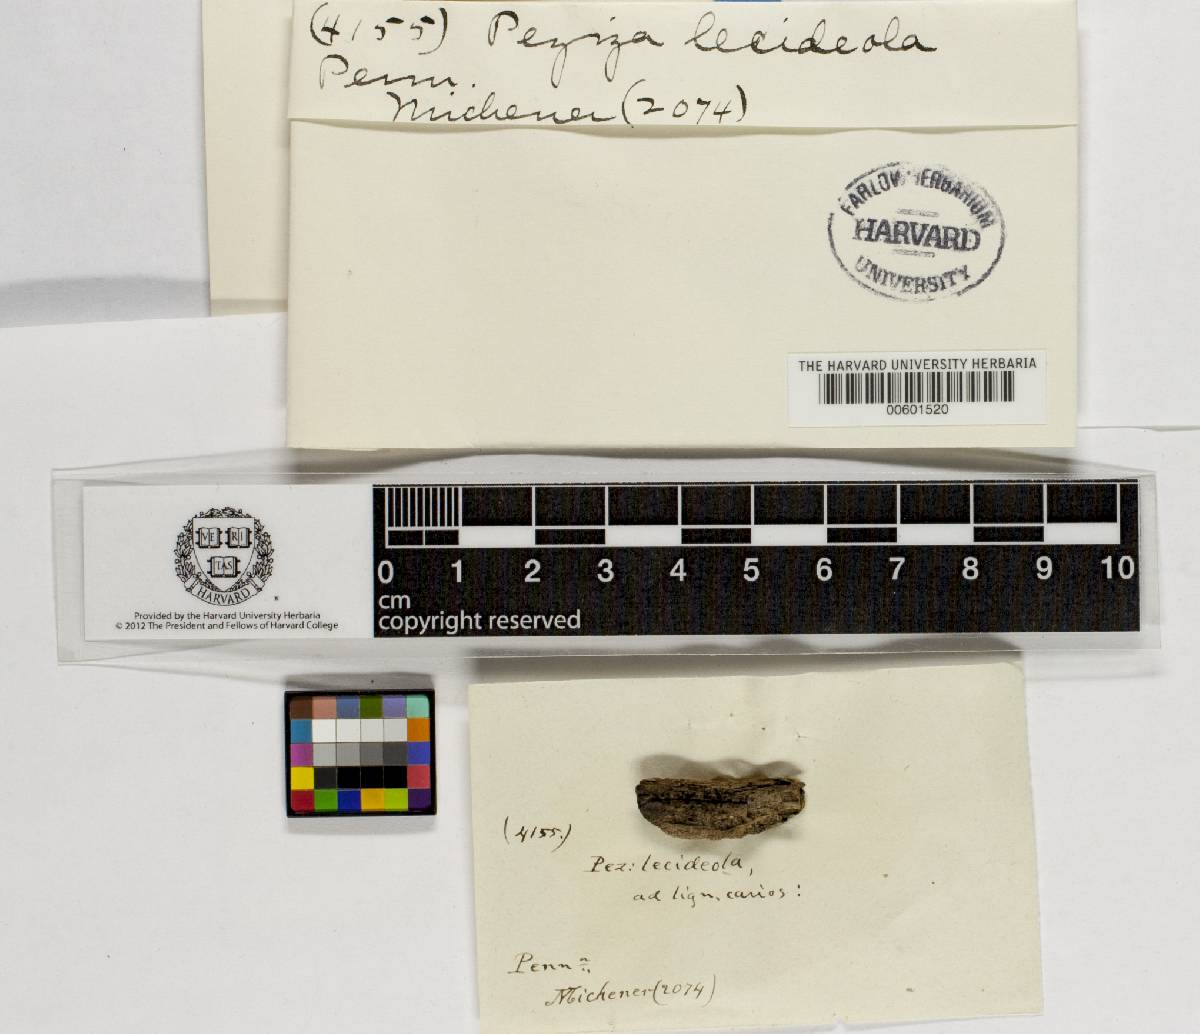 (4155) Peziza lecideola
Penn.
Michener (2074)
FARLOW HERBARIUM
HARVARD
UNIVERSITY
THE HARVARD UNIVERSITY HERBARIA
00601520
VE RI
TAS
HARVARD
Provided by the Harvard University Herbaria
© 2012 The President and Fellows of Harvard College
0 1 2 3 4 5 6 7 8 9 10
cm
copyright reserved
(4155.)
Pez: lecideola,
ad lign. carios:
Pennⁿ:
Michener (2074)